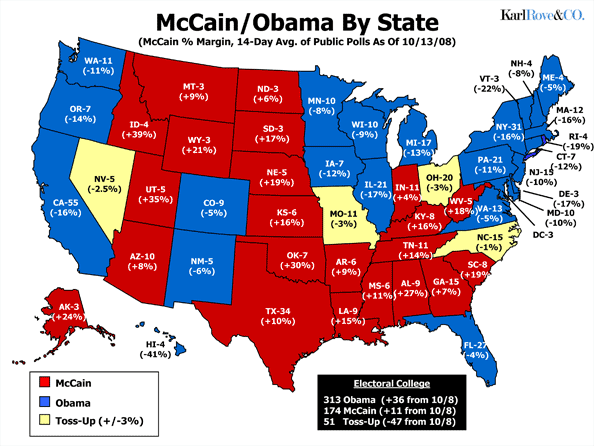 KarlRove&CO.
McCain/Obama By State
(McCain % Margin, 14-Day Avg. of Public Polls As Of 10/13/08)
WA-11
(-11%)
OR-7
(-14%)
CA-55
(-16%)
NV-5
(-2.5%)
ID-4
(+39%)
MT-3
(+9%)
WY-3
(+21%)
UT-5
(+35%)
AZ-10
(+8%)
CO-9
(-5%)
NM-5
(-6%)
ND-3
(+6%)
SD-3
(+17%)
NE-5
(+19%)
KS-6
(+16%)
OK-7
(+30%)
TX-34
(+10%)
MN-10
(-8%)
IA-7
(-12%)
MO-11
(-3%)
AR-6
(+9%)
LA-9
(+15%)
WI-10
(-9%)
IL-21
(-17%)
MI-17
(-13%)
IN-11
(+4%)
OH-20
(-3%)
KY-8
(+16%)
TN-11
(+14%)
MS-6
(+11%)
AL-9
(+27%)
GA-15
(+7%)
FL-27
(-4%)
SC-8
(+19%)
NC-15
(-1%)
VA-13
(-5%)
WV-5
(+18%)
PA-21
(-11%)
NY-31
(-16%)
VT-3
(-22%)
NH-4
(-8%)
ME-4
(-5%)
MA-12
(-16%)
RI-4
(-19%)
CT-7
(-12%)
NJ-15
(-10%)
DE-3
(-17%)
MD-10
(-10%)
DC-3
AK-3
(+24%)
HI-4
(-41%)
McCain
Obama
Toss-Up (+/-3%)
Electoral College
313 Obama (+36 from 10/8)
174 McCain (+11 from 10/8)
51 Toss-Up (-47 from 10/8)